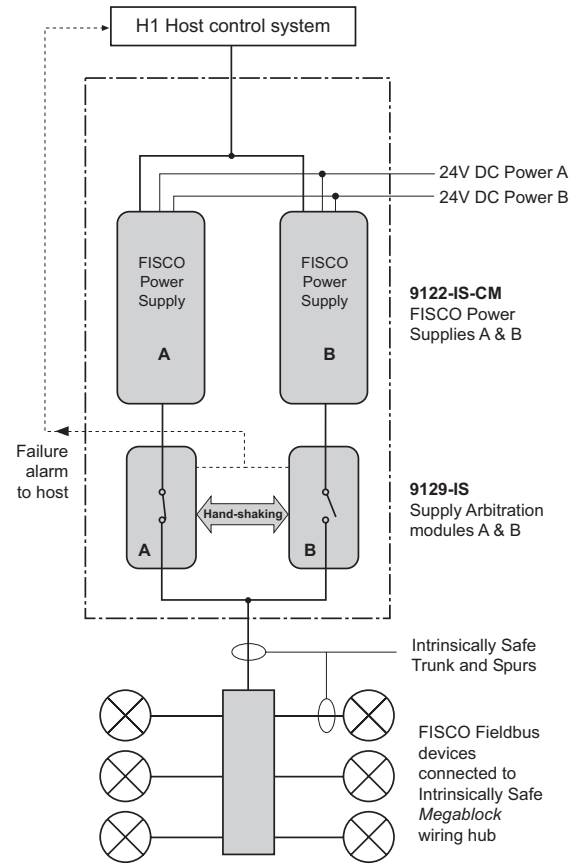 H1 Host control system
24V DC Power A
24V DC Power B
FISCO
Power
Supply
A
FISCO
Power
Supply
B
9122-IS-CM
FISCO Power
Supplies A & B
Failure
alarm
to host
A
Hand-shaking
B
9129-IS
Supply Arbitration
modules A & B
Intrinsically Safe
Trunk and Spurs
FISCO Fieldbus
devices
connected to
Intrinsically Safe
Megablock
wiring hub